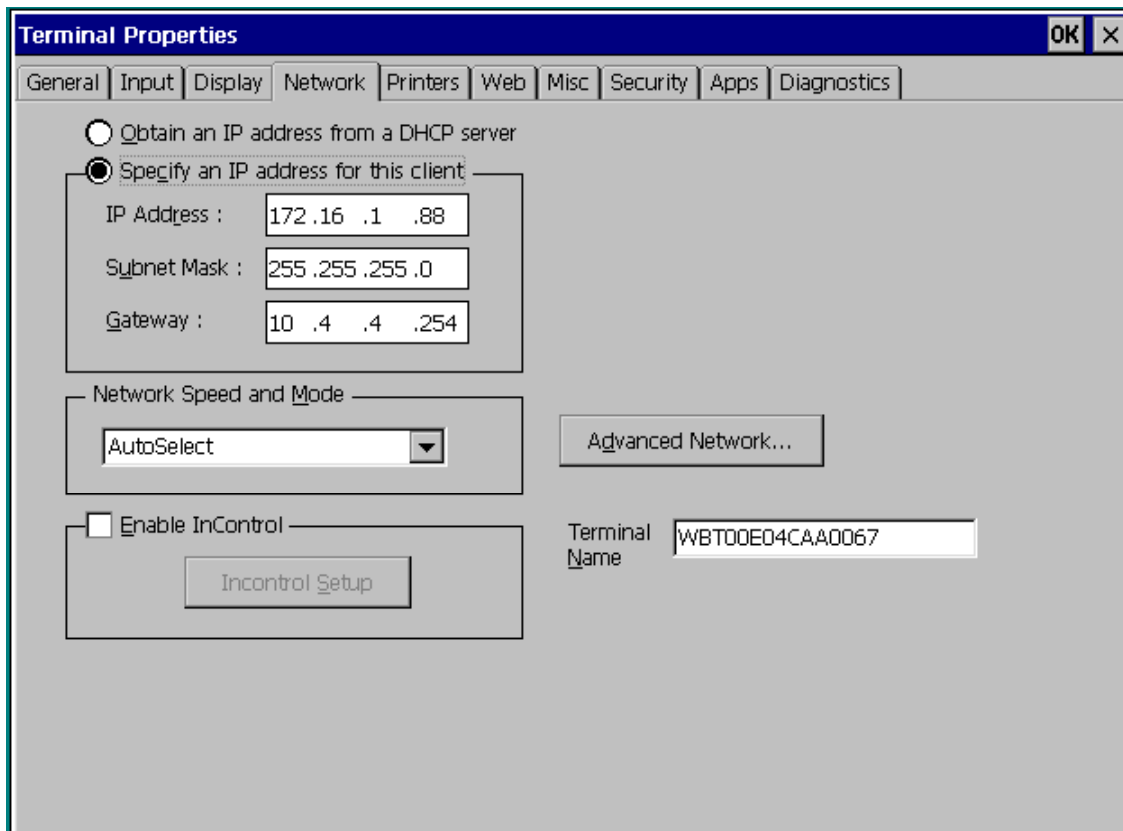 Terminal Properties OK ×
General Input Display Network Printers Web Misc Security Apps Diagnostics
Obtain an IP address from a DHCP server
Specify an IP address for this client
IP Address : 172 .16 .1 .88
Subnet Mask : 255 .255 .255 .0
Gateway : 10 .4 .4 .254
Network Speed and Mode
AutoSelect
Advanced Network...
Enable InControl
Incontrol Setup
Terminal
Name
WBT00E04CAA0067